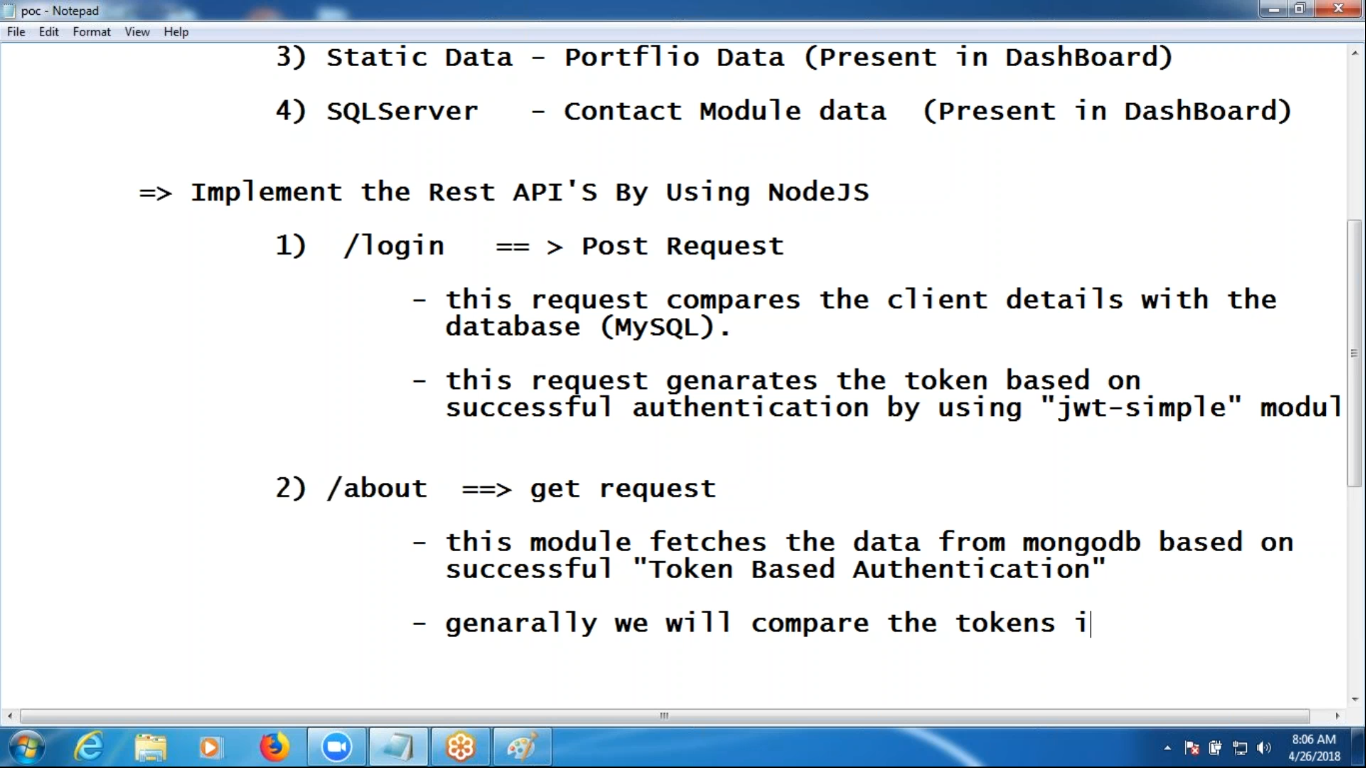 poc - Notepad
File Edit Format View Help
3) Static Data - Portflio Data (Present in DashBoard)
4) SQLServer - Contact Module data (Present in DashBoard)
=> Implement the Rest API'S By Using NodeJS
1) /login == > Post Request
- this request compares the client details with the
database (MySQL).
- this request genarates the token based on
successful authentication by using "jwt-simple" modul
2) /about ==> get request
- this module fetches the data from mongodb based on
successful "Token Based Authentication"
- genarally we will compare the tokens i
8:06 AM
4/26/2018